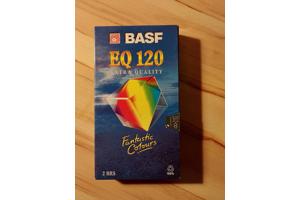 BASF
EQ 120
EXTRA QUALITY
Fantastic
Colours
2 HRS